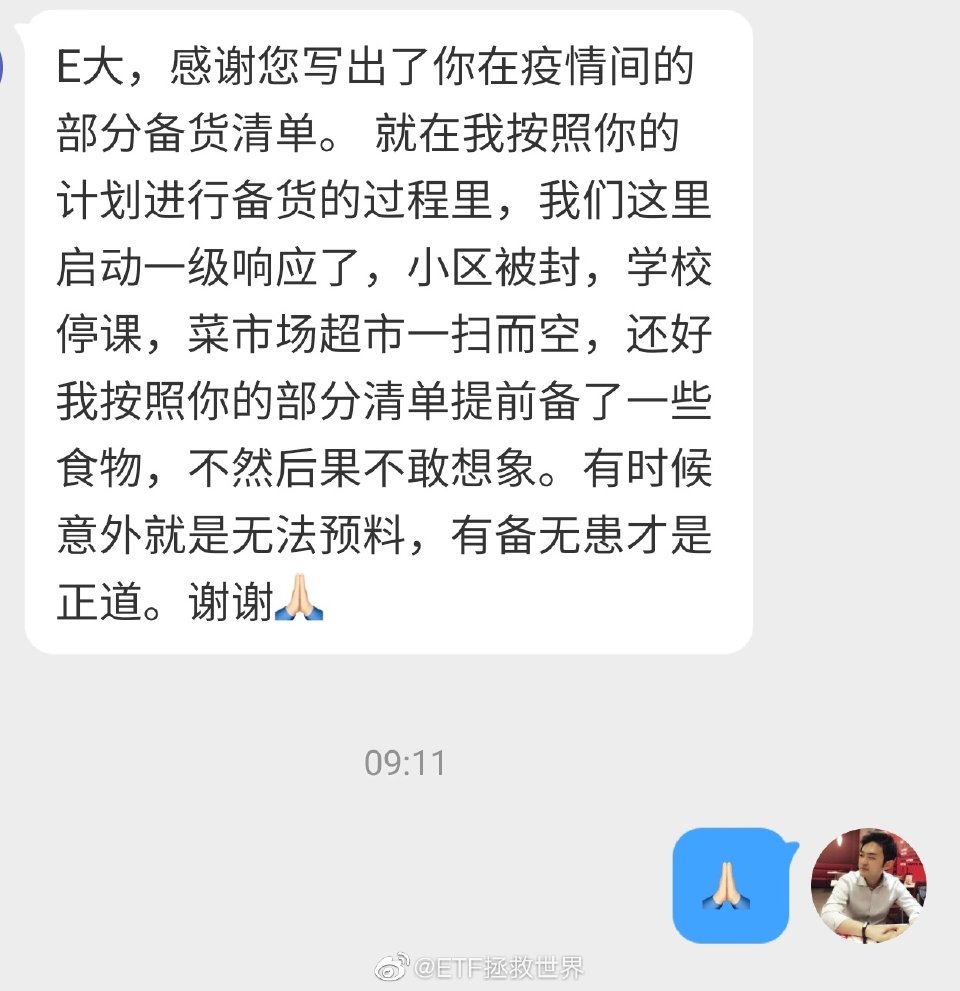 E大，感谢您写出了你在疫情间的
部分备货清单。 就在我按照你的
计划进行备货的过程里，我们这里
启动一级响应了，小区被封，学校
停课，菜市场超市一扫而空，还好
我按照你的部分清单提前备了一些
食物，不然后果不敢想象。有时候
意外就是无法预料，有备无患才是
正道。谢谢🙏🏻
09:11
🙏🏻
@ETF拯救世界